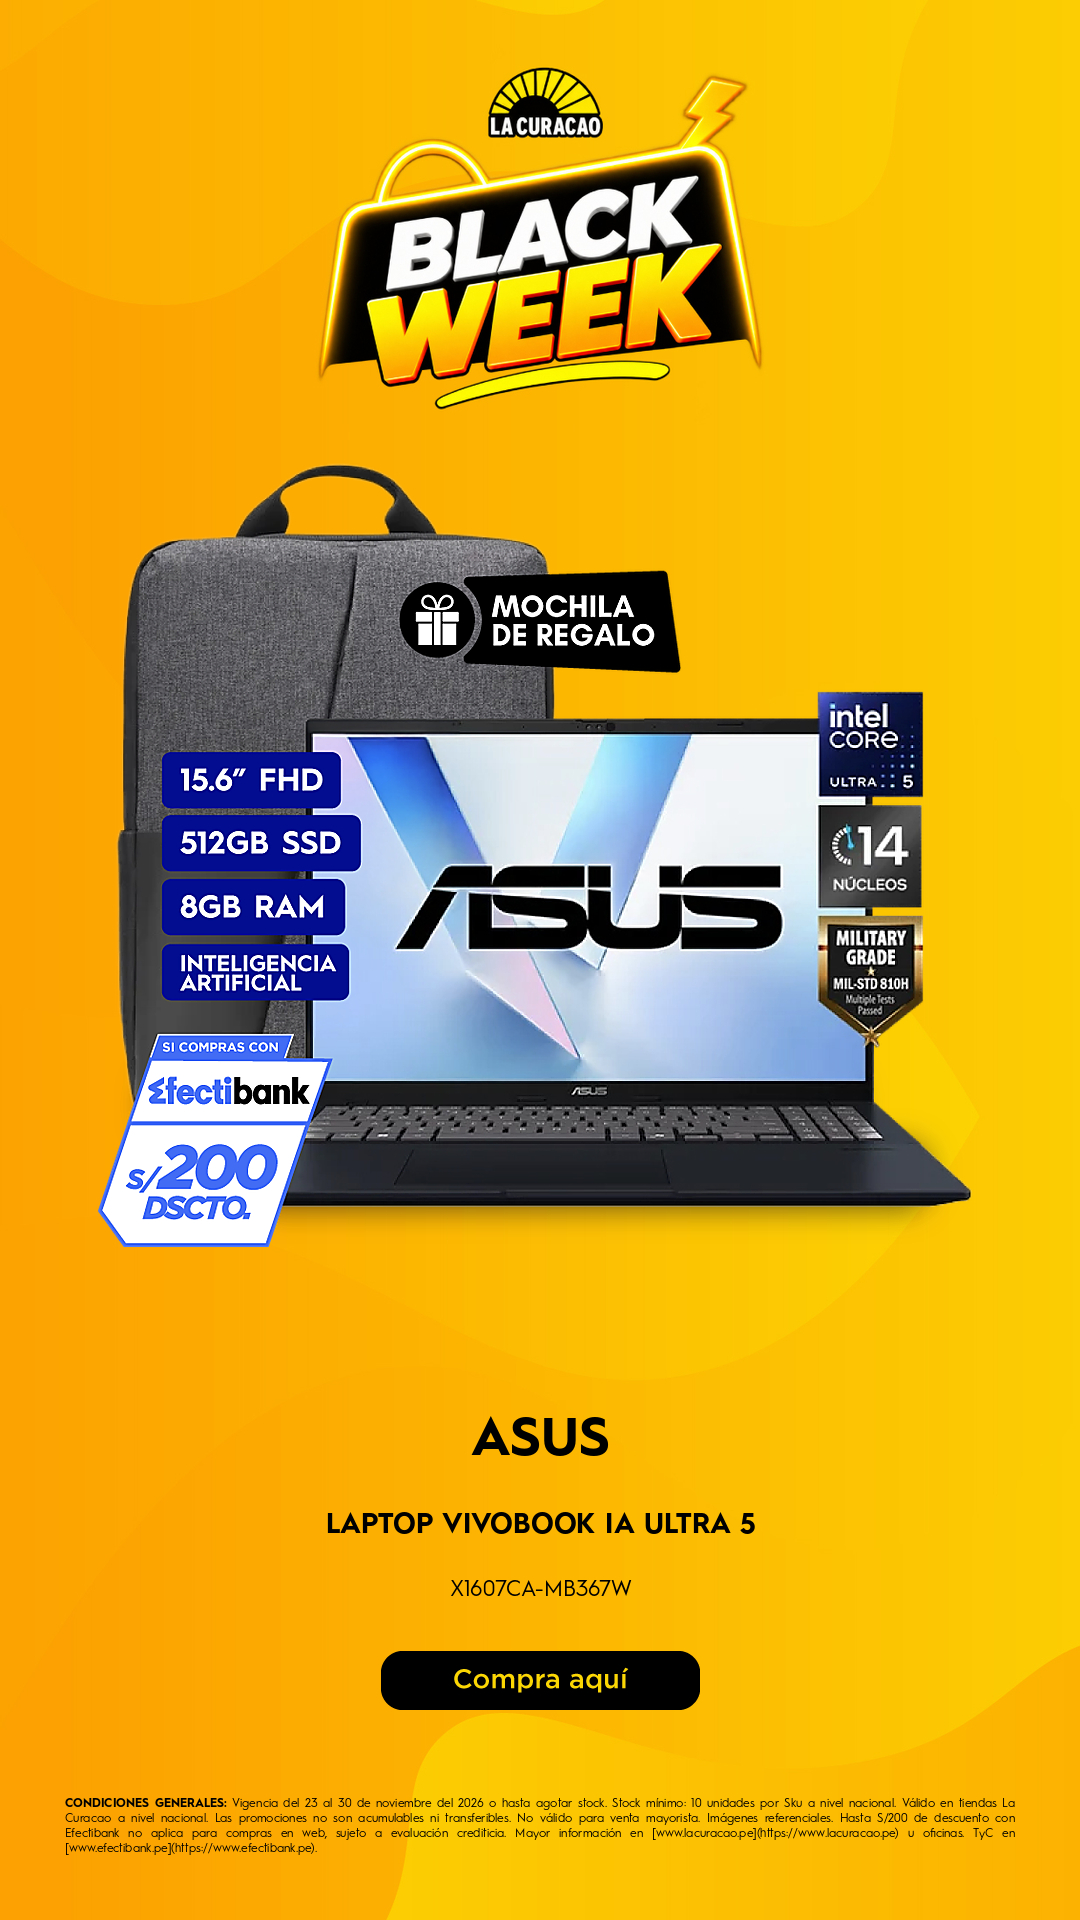 LA CURACAO
BLACK
WEEK
MOCHILA
DE REGALO
intel
CORE
ULTRA 5
15.6” FHD
512GB SSD
8GB RAM
INTELIGENCIA
ARTIFICIAL
14
NÚCLEOS
MILITARY
GRADE
MIL-STD 810H
Multiple Tests
Passed
ASUS
ASUS
SI COMPRAS CON
Efectibank
S/200
DSCTO.
ASUS
LAPTOP VIVOBOOK IA ULTRA 5
X1607CA-MB367W
Compra aquí
CONDICIONES GENERALES: Vigencia del 23 al 30 de noviembre del 2026 o hasta agotar stock. Stock mínimo: 10 unidades por Sku a nivel nacional. Válido en tiendas La
Curacao a nivel nacional. Las promociones no son acumulables ni transferibles. No válido para venta mayorista. Imágenes referenciales. Hasta S/200 de descuento con
Efectibank no aplica para compras en web, sujeto a evaluación crediticia. Mayor información en [www.lacuracao.pe](https://www.lacuracao.pe) u oficinas. TyC en
[www.efectibank.pe](https://www.efectibank.pe).